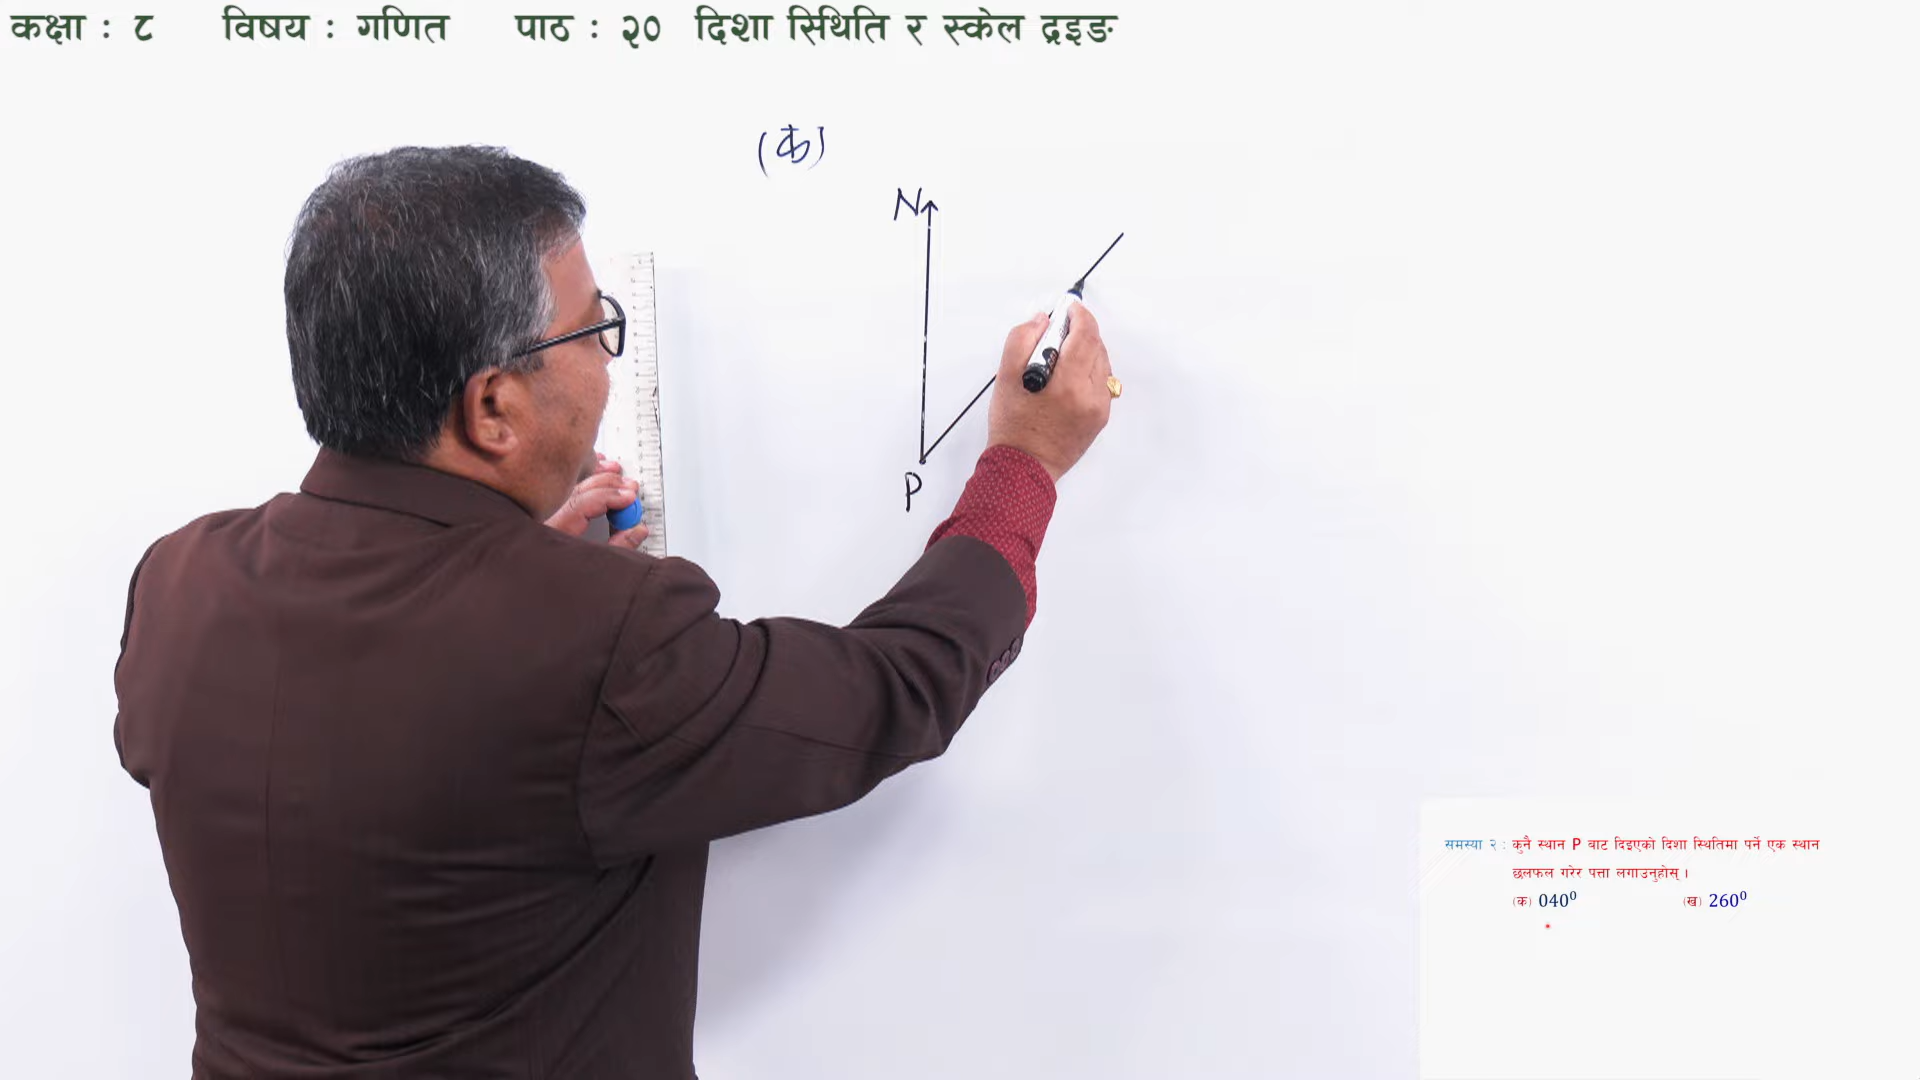 कक्षा : ८ विषय : गणित पाठ : २० दिशा स्थिति र स्केल द्रइङ
(क)
N
P
समस्या २ : कुनै स्थान P बाट दिइएको दिशा स्थितिमा पर्ने एक स्थान
छलफल गरेर पत्ता लगाउनुहोस् ।
(क) 040⁰ (ख) 260⁰